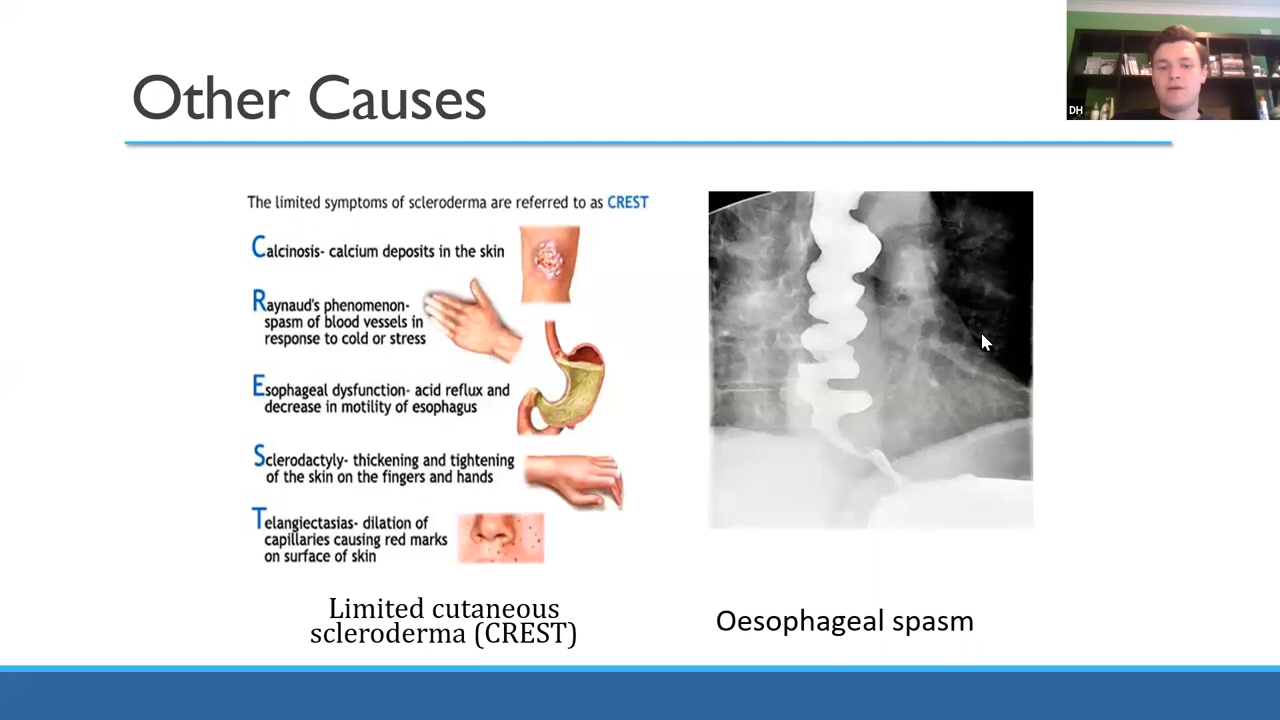 Other Causes
DH
The limited symptoms of scleroderma are referred to as CREST
Calcinosis- calcium deposits in the skin
Raynaud's phenomenon-
spasm of blood vessels in
response to cold or stress
Esophageal dysfunction- acid reflux and
decrease in motility of esophagus
Sclerodactyly- thickening and tightening
of the skin on the fingers and hands
Telangiectasias- dilation of
capillaries causing red marks
on surface of skin
Limited cutaneous
scleroderma (CREST)
Oesophageal spasm